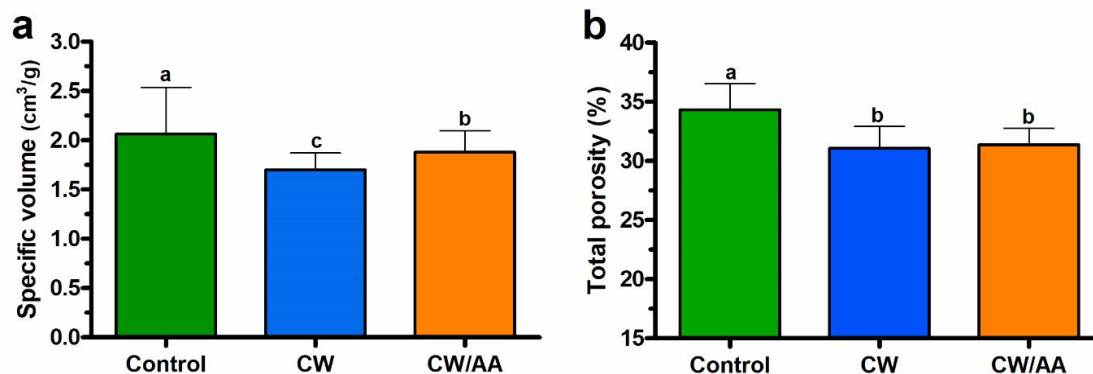 a
Specific volume (cm³/g)
3.0
2.5
2.0
1.5
1.0
0.5
0.0
a
c
b
Control
CW
CW/AA
b
Total porosity (%)
40
35
30
25
20
15
a
b
b
Control
CW
CW/AA